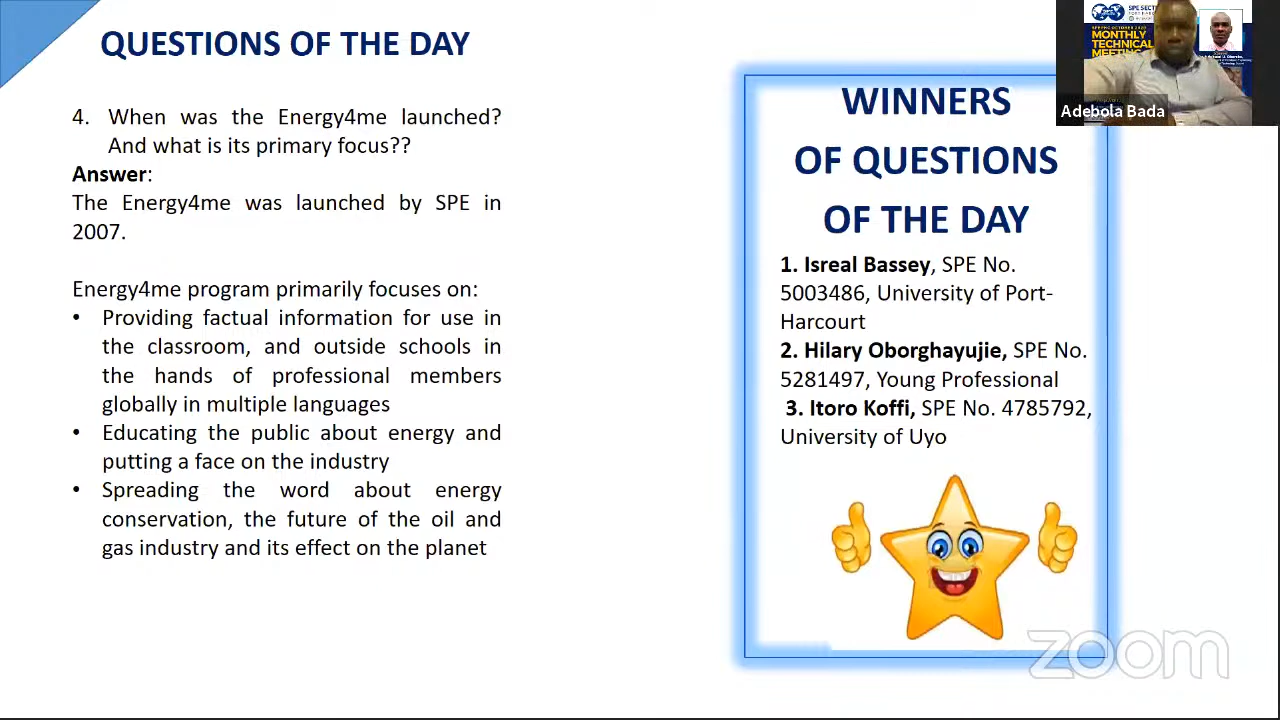 QUESTIONS OF THE DAY
4. When was the Energy4me launched?
And what is its primary focus??
Answer:
The Energy4me was launched by SPE in
2007.
Energy4me program primarily focuses on:
• Providing factual information for use in
the classroom, and outside schools in
the hands of professional members
globally in multiple languages
• Educating the public about energy and
putting a face on the industry
• Spreading the word about energy
conservation, the future of the oil and
gas industry and its effect on the planet
WINNERS
OF QUESTIONS
OF THE DAY
1. Isreal Bassey, SPE No.
5003486, University of Port-
Harcourt
2. Hilary Oborghayujie, SPE No.
5281497, Young Professional
3. Itoro Koffi, SPE No. 4785792,
University of Uyo
MONTHLY
TECHNICAL
MEETING
Adebola Bada
zoom